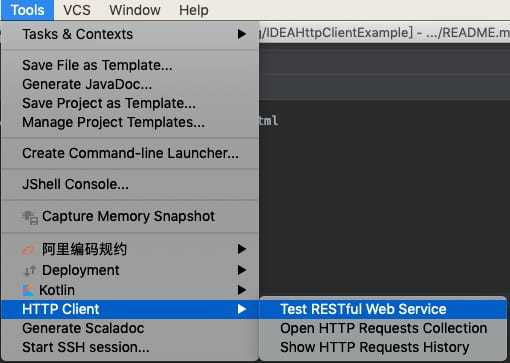 Tools VCS Window Help
Tasks & Contexts
/IDEAHttpClientExample] - .../README.m
Save File as Template...
Generate JavaDoc...
Save Project as Template...
Manage Project Templates...
tml
Create Command-line Launcher...
JShell Console...
Capture Memory Snapshot
阿里编码规约
Deployment
Kotlin
HTTP Client
Test RESTful Web Service
Generate Scaladoc
Open HTTP Requests Collection
Start SSH session...
Show HTTP Requests History